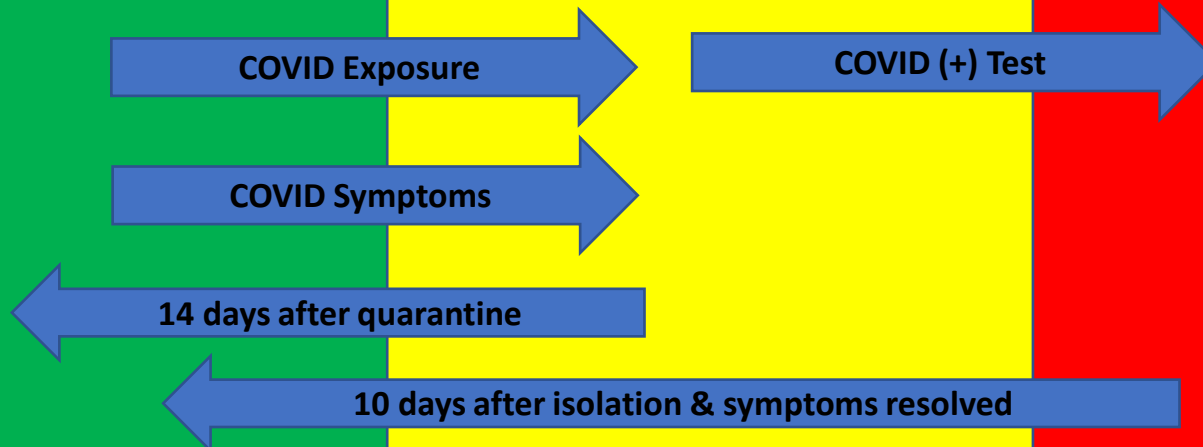 COVID Exposure
COVID (+) Test
COVID Symptoms
14 days after quarantine
10 days after isolation & symptoms resolved